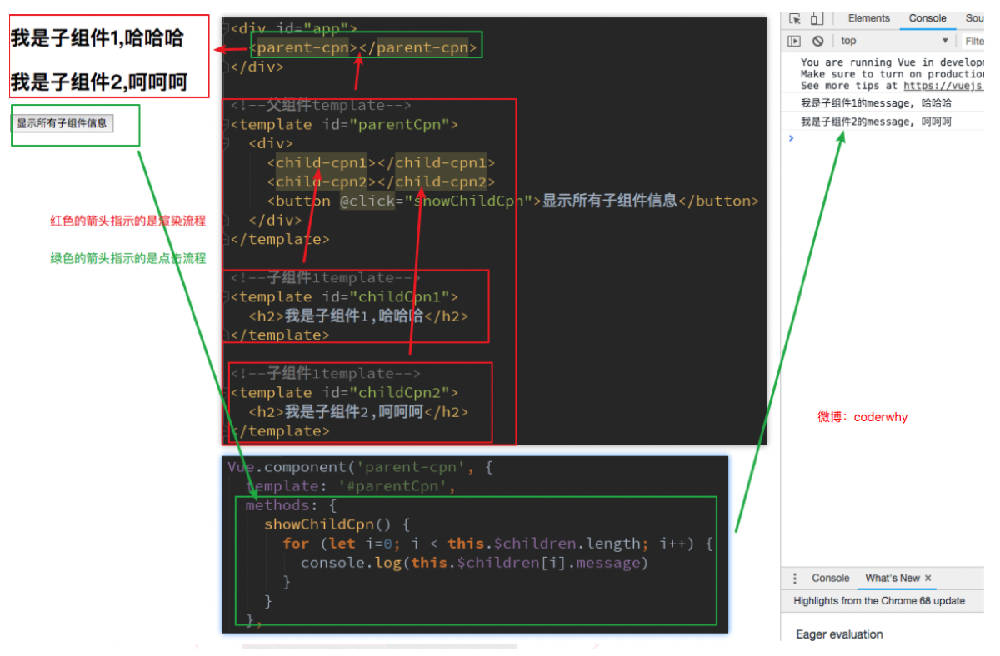 我是子组件1,哈哈哈
我是子组件2,呵呵呵
显示所有子组件信息
红色的箭头指示的是渲染流程
绿色的箭头指示的是点击流程
<div id="app">
<parent-cpn></parent-cpn>
</div>
<!--父组件template-->
<template id="parentCpn">
<div>
<child-cpn1></child-cpn1>
<child-cpn2></child-cpn2>
<button @click="showChildCpn">显示所有子组件信息</button>
</div>
</template>
<!--子组件1template-->
<template id="childCpn1">
<h2>我是子组件1,哈哈哈</h2>
</template>
<!--子组件1template-->
<template id="childCpn2">
<h2>我是子组件2,呵呵呵</h2>
</template>
Vue.component('parent-cpn', {
template: '#parentCpn',
methods: {
showChildCpn() {
for (let i=0; i < this.$children.length; i++) {
console.log(this.$children[i].message)
}
}
},
Elements Console Sou
top Filte
You are running Vue in developm
Make sure to turn on production
See more tips at https://vuejs
我是子组件1的message, 哈哈哈
我是子组件2的message, 呵呵呵
微博：coderwhy
Console What's New ×
Highlights from the Chrome 68 update
Eager evaluation